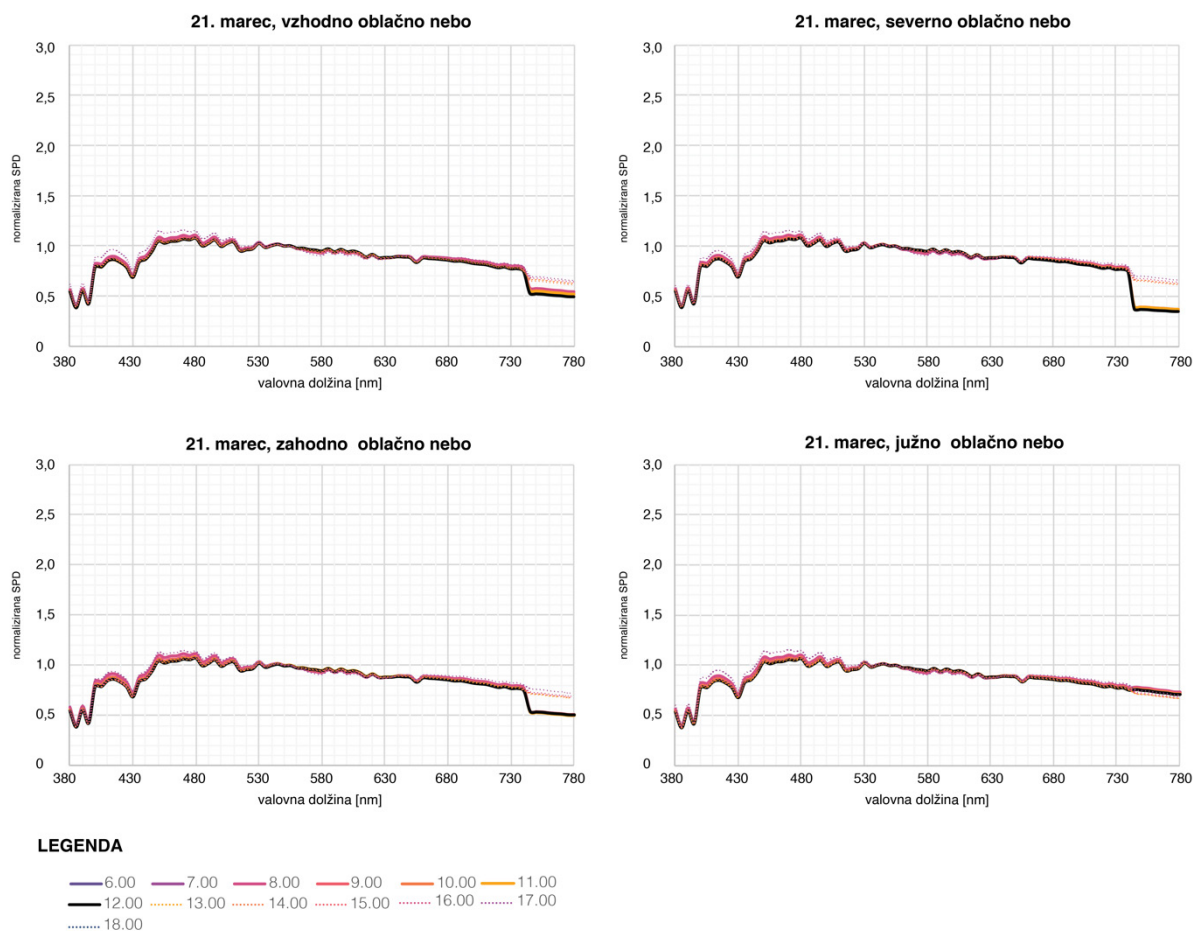 21. marec, vzhodno oblačno nebo
normalizirana SPD
3,0
2,5
2,0
1,5
1,0
0,5
0
380 430 480 530 580 630 680 730 780
valovna dolžina [nm]
21. marec, severno oblačno nebo
normalizirana SPD
3,0
2,5
2,0
1,5
1,0
0,5
0
380 430 480 530 580 630 680 730 780
valovna dolžina [nm]
21. marec, zahodno oblačno nebo
normalizirana SPD
3,0
2,5
2,0
1,5
1,0
0,5
0
380 430 480 530 580 630 680 730 780
valovna dolžina [nm]
21. marec, južno oblačno nebo
normalizirana SPD
3,0
2,5
2,0
1,5
1,0
0,5
0
380 430 480 530 580 630 680 730 780
valovna dolžina [nm]
LEGENDA
6.00 7.00 8.00 9.00 10.00 11.00
12.00 13.00 14.00 15.00 16.00 17.00
18.00